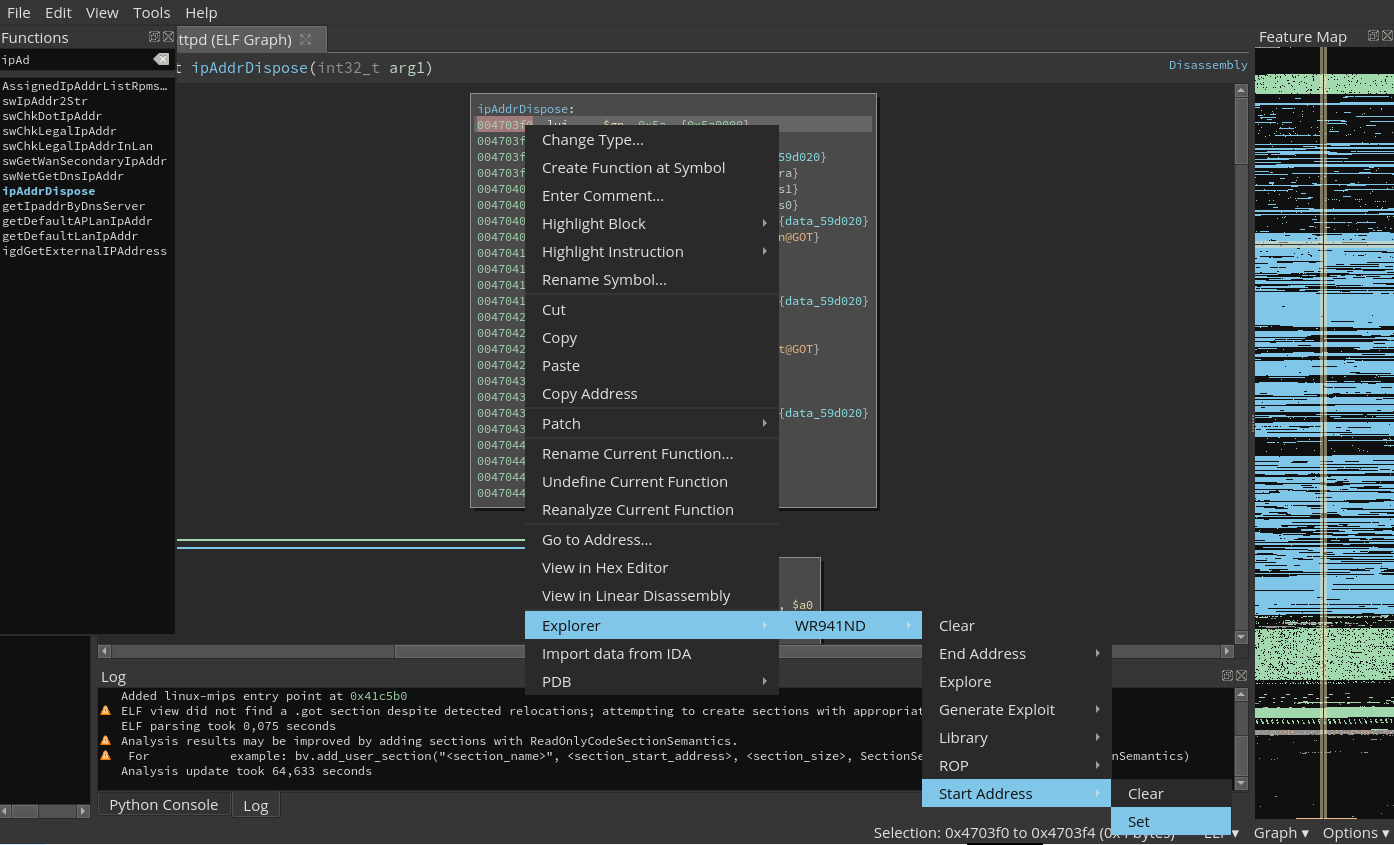 File Edit View Tools Help
Functions
ttpd (ELF Graph)
Feature Map
ipAd
t ipAddrDispose(int32_t arg1)
Disassembly
AssignedIpAddrListRpms…
swIpAddr2Str
swChkDotIpAddr
swChkLegalIpAddr
swChkLegalIpAddrInLan
swGetWanSecondaryIpAddr
swNetGetDnsIpAddr
ipAddrDispose
getIpaddrByDnsServer
getDefaultAPLanIpAddr
getDefaultLanIpAddr
igdGetExternalIPAddress
ipAddrDispose:
004703f0 lui $gp, 0x5a [0x5a0000]
004703f
004703f 59d020}
004703f ra}
0047040 s1}
0047040 s0}
0047040 {data_59d020}
0047040 n@GOT}
0047041
0047041
0047041
0047041 {data_59d020}
0047042
0047042
0047042 t@GOT}
0047042
0047043
0047043
0047043 {data_59d020}
0047043
0047044
0047044
0047044
0047044
, $a0
Change Type...
Create Function at Symbol
Enter Comment...
Highlight Block
Highlight Instruction
Rename Symbol...
Cut
Copy
Paste
Copy Address
Patch
Rename Current Function...
Undefine Current Function
Reanalyze Current Function
Go to Address...
View in Hex Editor
View in Linear Disassembly
Explorer
Import data from IDA
PDB
WR941ND
Clear
End Address
Explore
Generate Exploit
Library
ROP
Start Address
Clear
Set
Log
Added linux-mips entry point at 0x41c5b0
ELF view did not find a .got section despite detected relocations; attempting to create sections with appropriat
ELF parsing took 0,075 seconds
Analysis results may be improved by adding sections with ReadOnlyCodeSectionSemantics.
For example: bv.add_user_section("<section_name>", <section_start_address>, <section_size>, SectionSe nSemantics)
Analysis update took 64,633 seconds
Python Console Log
Selection: 0x4703f0 to 0x4703f4 (0x4 bytes) ELF ▾ Graph ▾ Options ▾